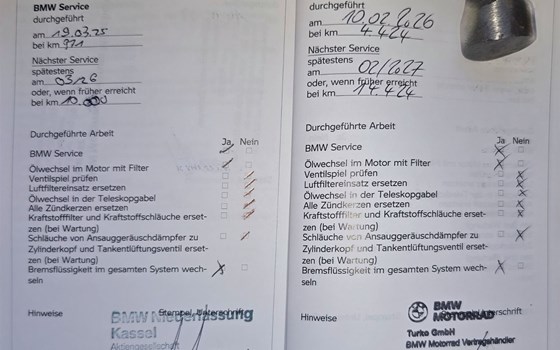 BMW Service
durchgeführt
am 19.03.25
bei km 971
Nächster Service
spätestens
am 03/26
oder, wenn früher erreicht
bei km 10.000
Durchgeführte Arbeit
Ja Nein
BMW Service
Ölwechsel im Motor mit Filter
Ventilspiel prüfen
Luftfiltereinsatz ersetzen
Ölwechsel in der Teleskopgabel
Alle Zündkerzen ersetzen
Kraftstofffilter und Kraftstoffschläuche erset-
zen (bei Wartung)
Schläuche von Ansauggeräuschdämpfer zu
Zylinderkopf und Tankentlüftungsventil erset-
zen (bei Wartung)
Bremsflüssigkeit im gesamten System wech-
seln
Hinweise Stempel, Unterschrift
BMW Niederlassung
Kassel
Aktiengesellschaft
durchgeführt
am 10.02.2026
bei km 4.424
Nächster Service
spätestens
am 02/2027
oder, wenn früher erreicht
bei km 14.424
Durchgeführte Arbeit
Ja Nein
BMW Service
Ölwechsel im Motor mit Filter
Ventilspiel prüfen
Luftfiltereinsatz ersetzen
Ölwechsel in der Teleskopgabel
Alle Zündkerzen ersetzen
Kraftstofffilter und Kraftstoffschläuche erset-
zen (bei Wartung)
Schläuche von Ansauggeräuschdämpfer zu
Zylinderkopf und Tankentlüftungsventil erset-
zen (bei Wartung)
Bremsflüssigkeit im gesamten System wech-
seln
Hinweise
BMW
MOTORRAD
Turko GmbH
BMW Motorrad Vertragshändler